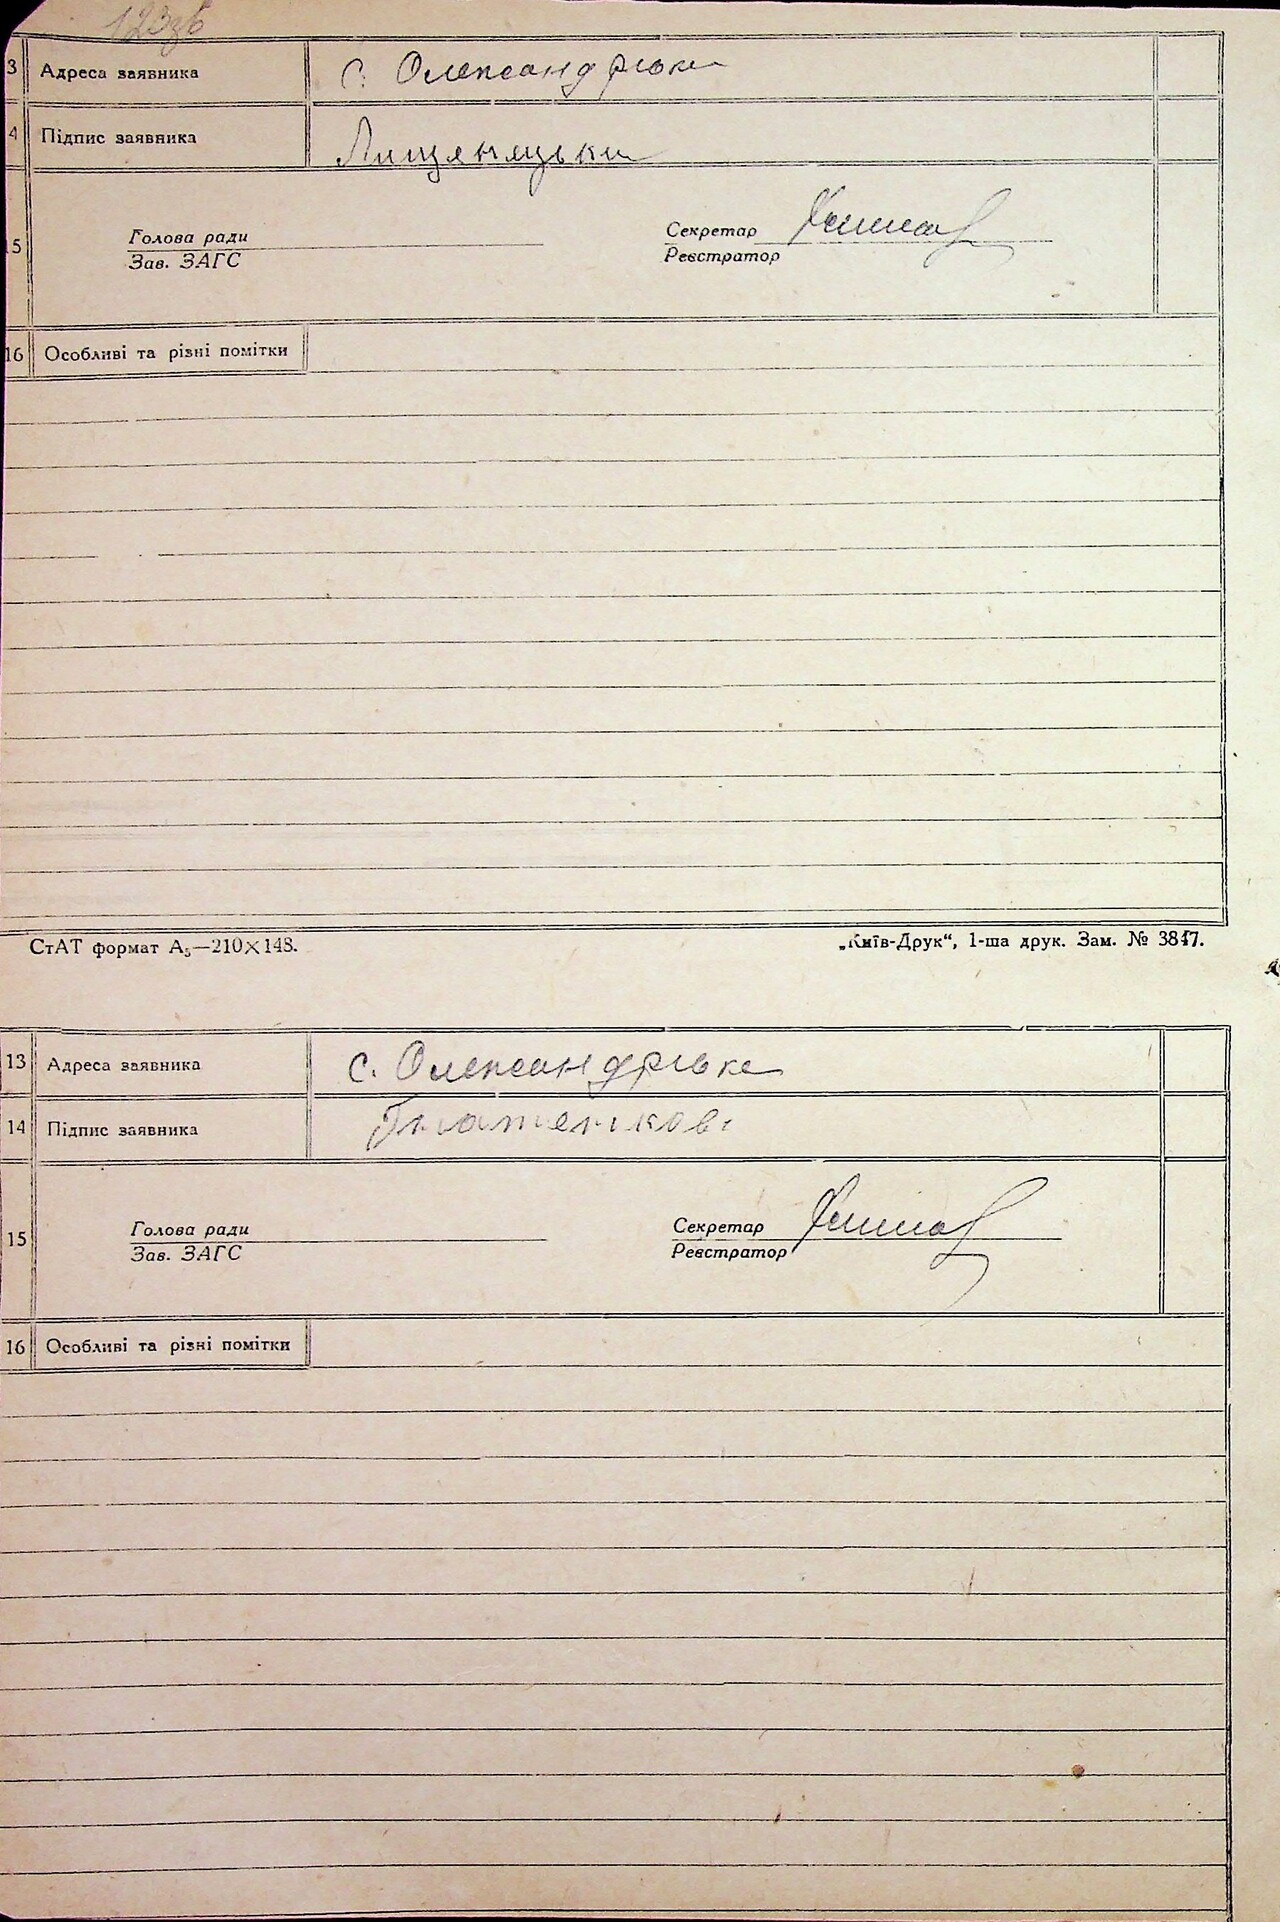 123зв
3 Адреса заявника с. Олександрівка
4 Підпис заявника
Голова ради Секретар
15 Зав. ЗАГС Реєстратор
16 Особливі та різні помітки
СтАТ формат А₅—210×148. „Київ-Друк“, 1-ша друк. Зам. № 3847.
13 Адреса заявника с. Олександрівка
14 Підпис заявника
Голова ради Секретар
15 Зав. ЗАГС Реєстратор
16 Особливі та різні помітки